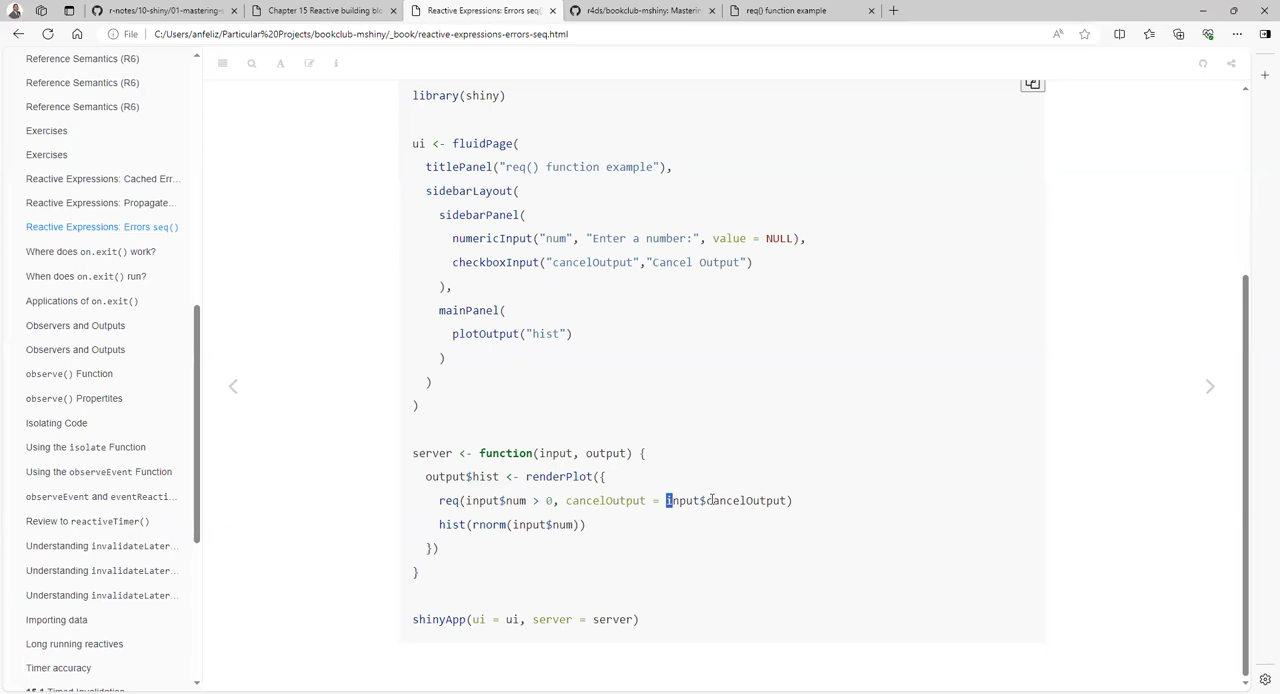 r-notes/10-shiny/01-mastering-s
Chapter 15 Reactive building blo
Reactive Expressions: Errors seq()
r4ds/bookclub-mshiny: Mastering
req() function example
File
C:/Users/anfeliz/Particular%20Projects/bookclub-mshiny/_book/reactive-expressions-errors-seq.html
Reference Semantics (R6)
Reference Semantics (R6)
Reference Semantics (R6)
Exercises
Exercises
Reactive Expressions: Cached Err...
Reactive Expressions: Propagate...
Reactive Expressions: Errors seq()
Where does on.exit() work?
When does on.exit() run?
Applications of on.exit()
Observers and Outputs
Observers and Outputs
observe() Function
observe() Propertites
Isolating Code
Using the isolate Function
Using the observeEvent Function
observeEvent and eventReacti...
Review to reactiveTimer()
Understanding invalidateLater...
Understanding invalidateLater...
Understanding invalidateLater...
Importing data
Long running reactives
Timer accuracy
15.1 Timed Invalidation
library(shiny)
ui <- fluidPage(
titlePanel("req() function example"),
sidebarLayout(
sidebarPanel(
numericInput("num", "Enter a number:", value = NULL),
checkboxInput("cancelOutput","Cancel Output")
),
mainPanel(
plotOutput("hist")
)
)
)
server <- function(input, output) {
output$hist <- renderPlot({
req(input$num > 0, cancelOutput = input$cancelOutput)
hist(rnorm(input$num))
})
}
shinyApp(ui = ui, server = server)